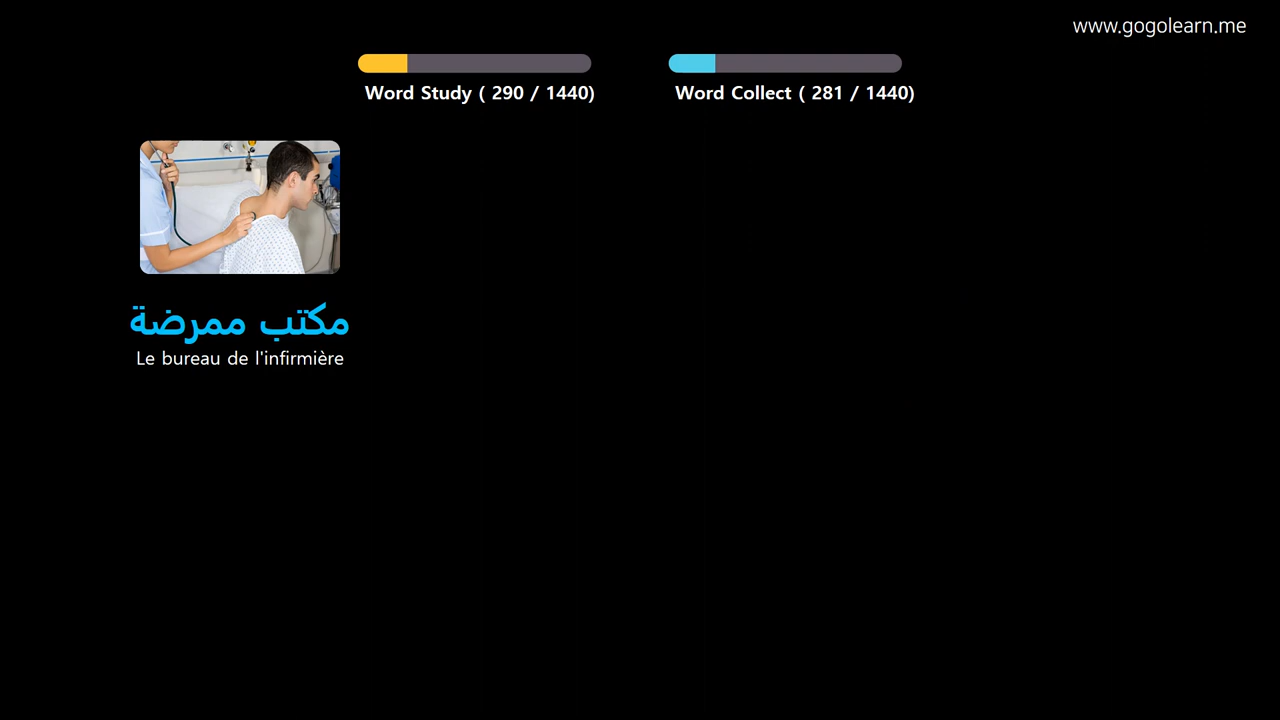 www.gogolearn.me
Word Study ( 290 / 1440)
Word Collect ( 281 / 1440)
مكتب ممرضة
Le bureau de l'infirmière